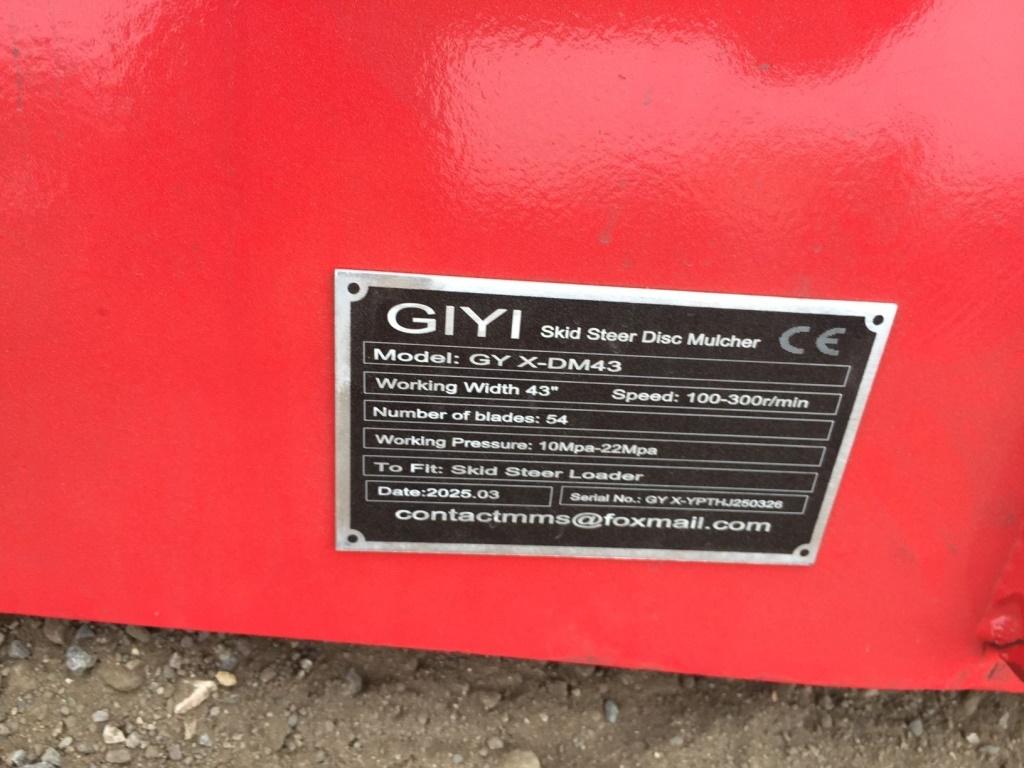 GIYI Skid Steer Disc Mulcher CE
Model: GY X-DM43
Working Width 43" Speed: 100-300r/min
Number of blades: 54
Working Pressure: 10Mpa-22Mpa
To Fit: Skid Steer Loader
Date:2025.03 Serial No.: GY X-YPTHJ250326
contactmms@foxmail.com